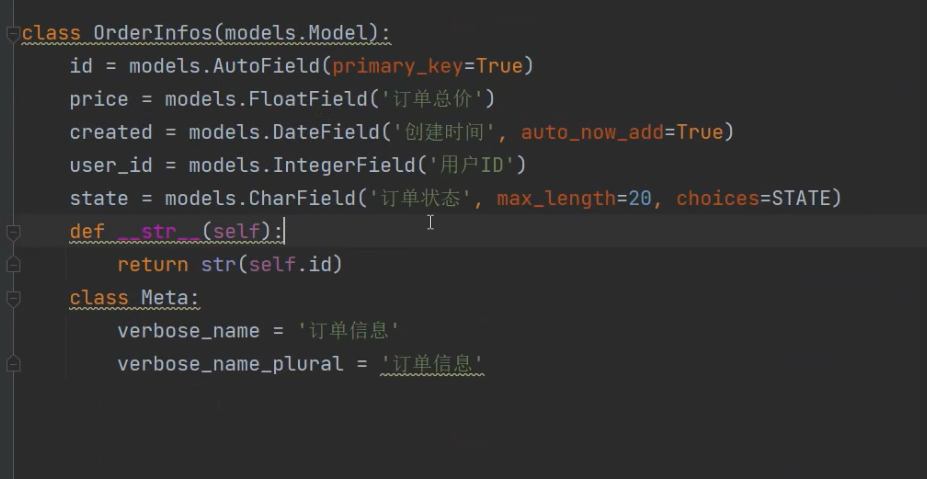 class OrderInfos(models.Model):
    id = models.AutoField(primary_key=True)
    price = models.FloatField('订单总价')
    created = models.DateField('创建时间', auto_now_add=True)
    user_id = models.IntegerField('用户ID')
    state = models.CharField('订单状态', max_length=20, choices=STATE)
    def __str__(self):
        return str(self.id)
    class Meta:
        verbose_name = '订单信息'
        verbose_name_plural = '订单信息'